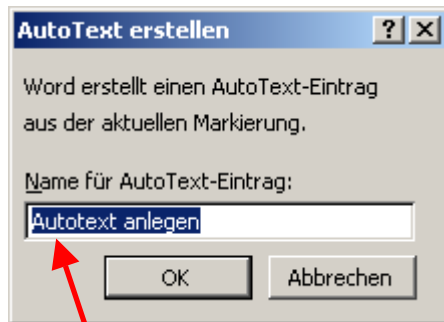 AutoText erstellen
Word erstellt einen AutoText-Eintrag
aus der aktuellen Markierung.
Name für AutoText-Eintrag:
Autotext anlegen
OK Abbrechen